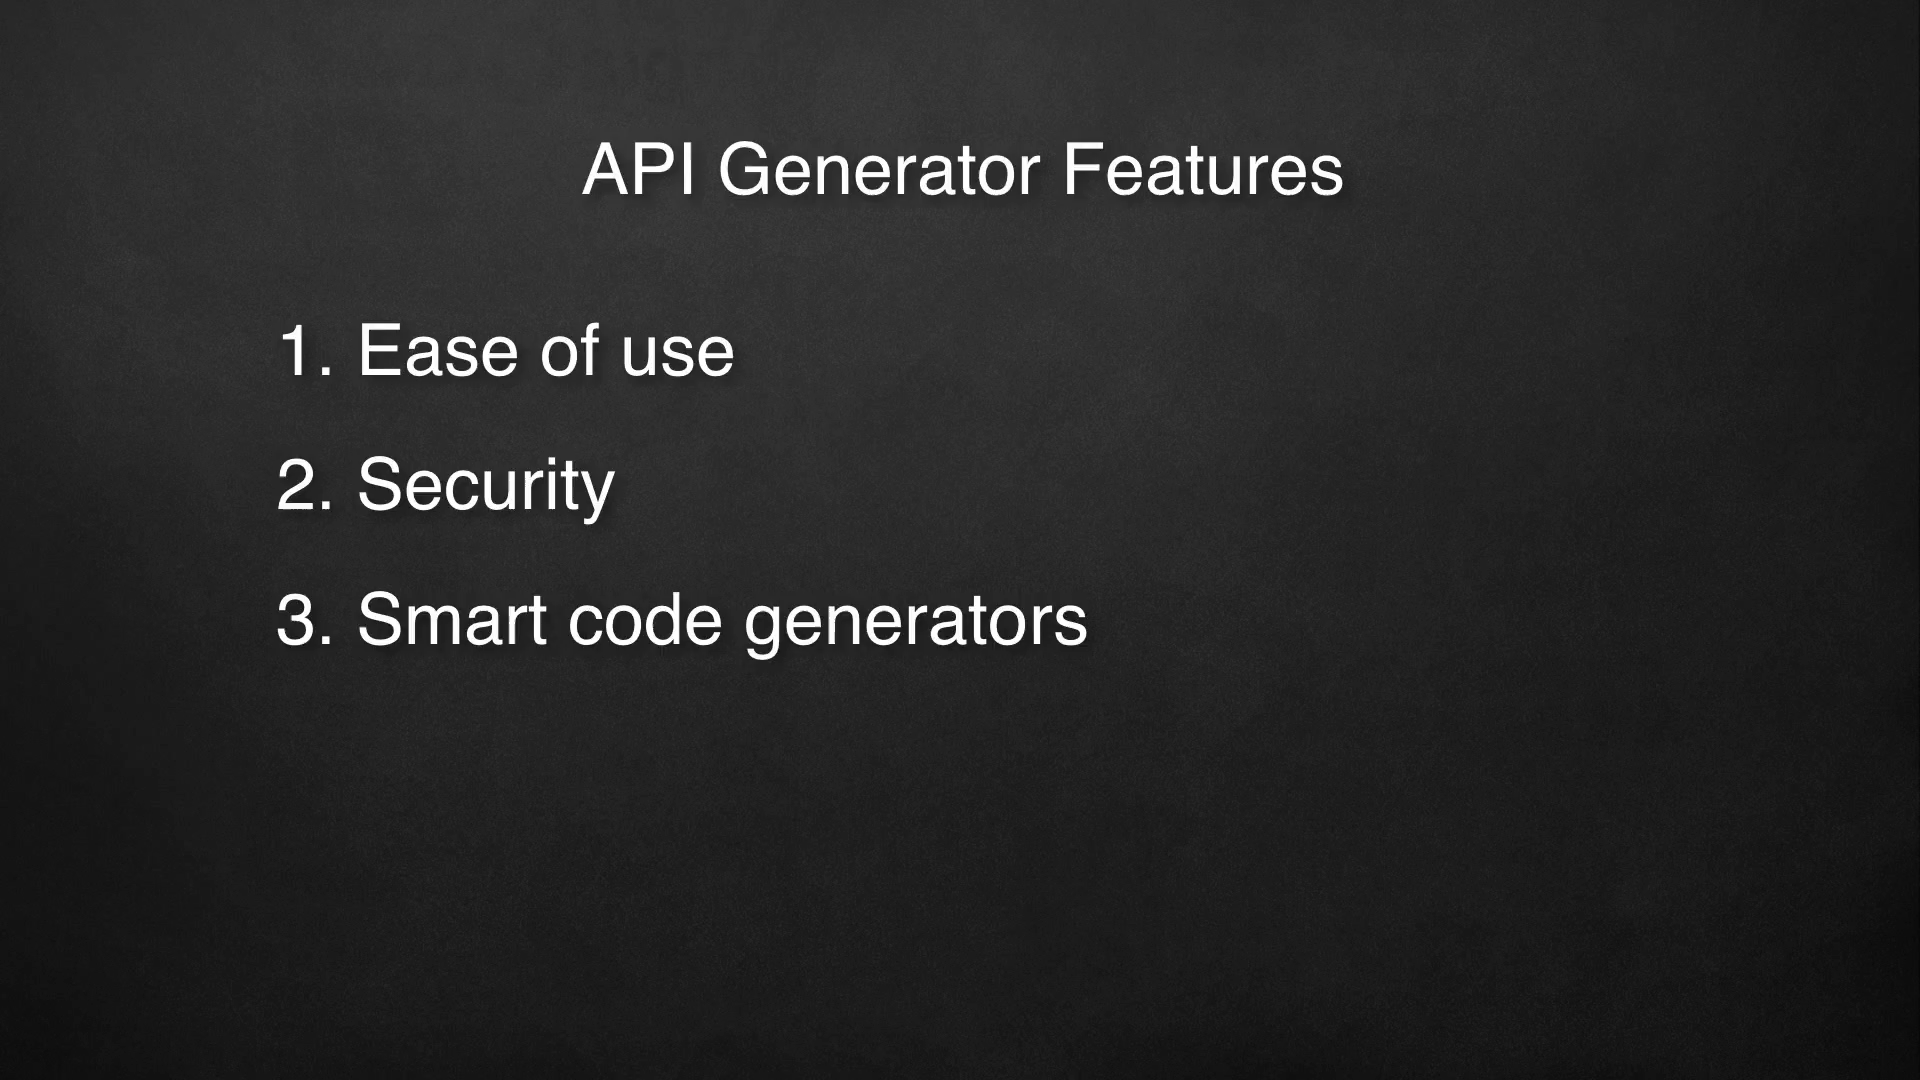 API Generator Features
1. Ease of use
2. Security
3. Smart code generators